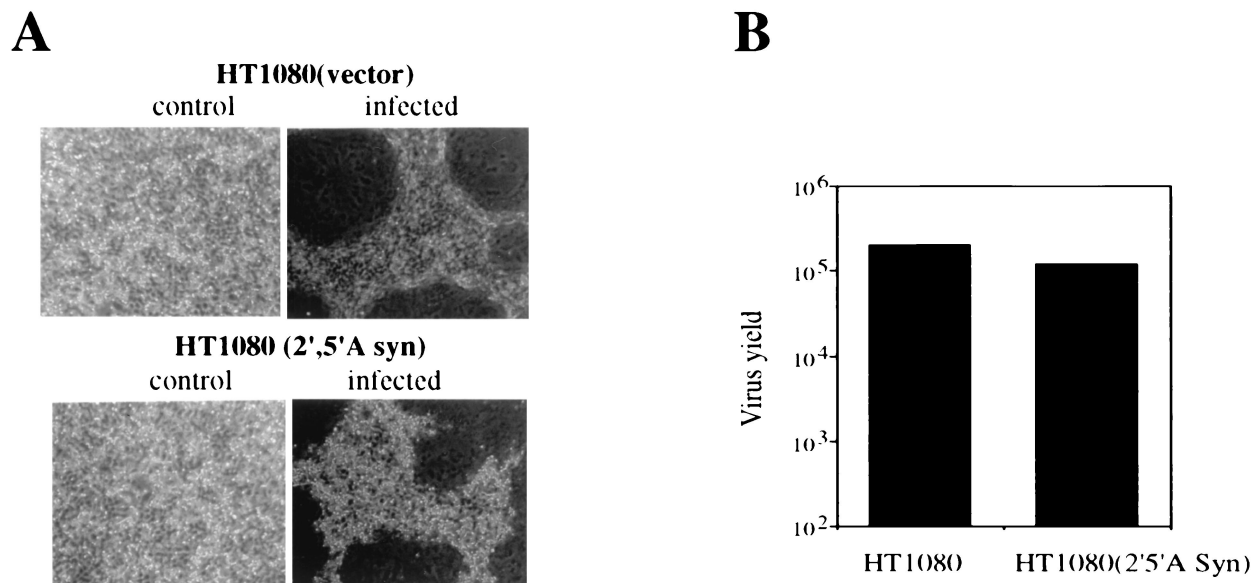 A
HT1080(vector)
control infected
HT1080 (2',5'A syn)
control infected
B
Virus yield
10^6
10^5
10^4
10^3
10^2
HT1080 HT1080(2'5'A Syn)